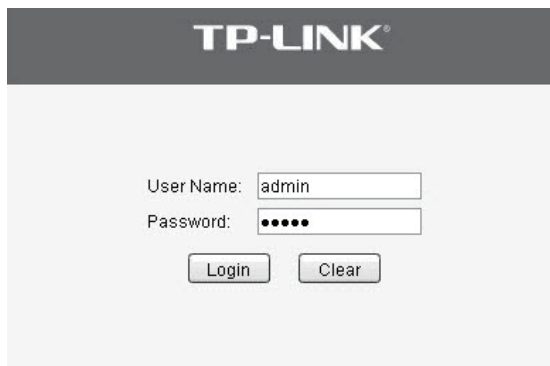 TP-LINK®
User Name: admin
Password: •••••
Login Clear